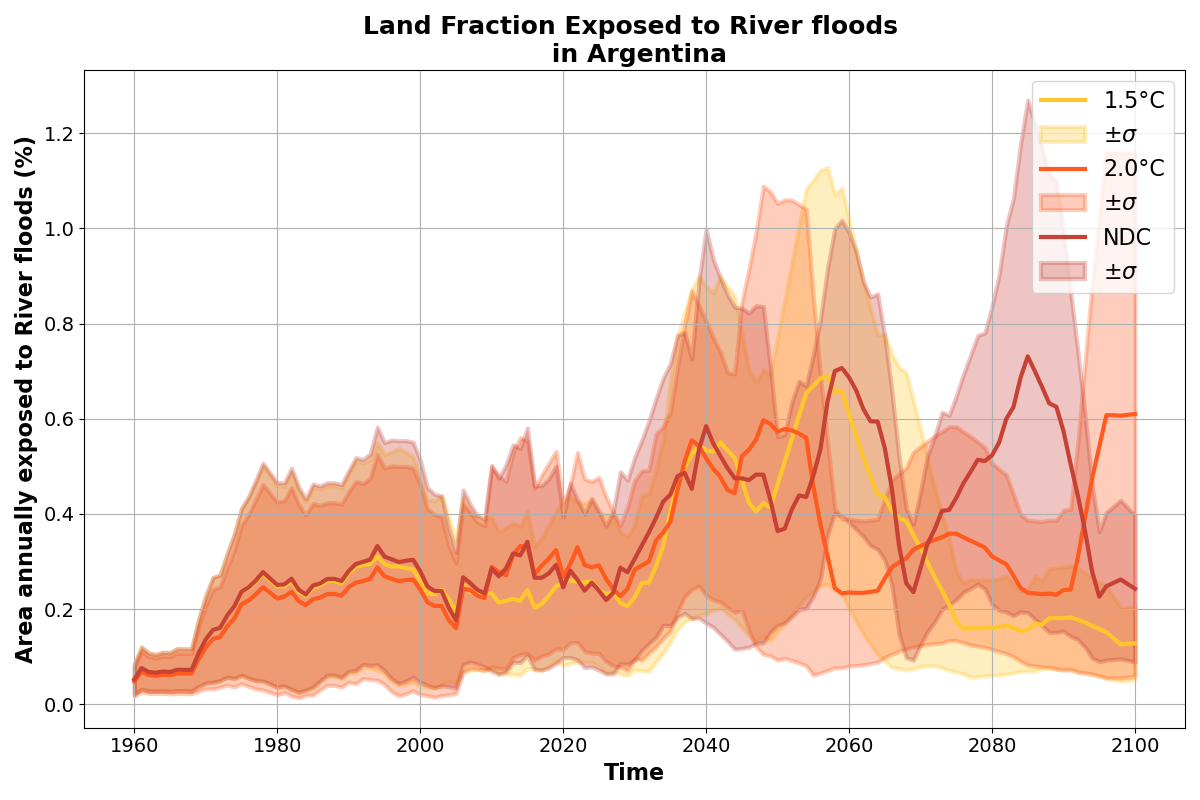 Land Fraction Exposed to River floods
in Argentina
Area annually exposed to River floods (%)
1.2
1.0
0.8
0.6
0.4
0.2
0.0
1960
1980
2000
2020
2040
2060
2080
2100
Time
1.5°C
±σ
2.0°C
±σ
NDC
±σ